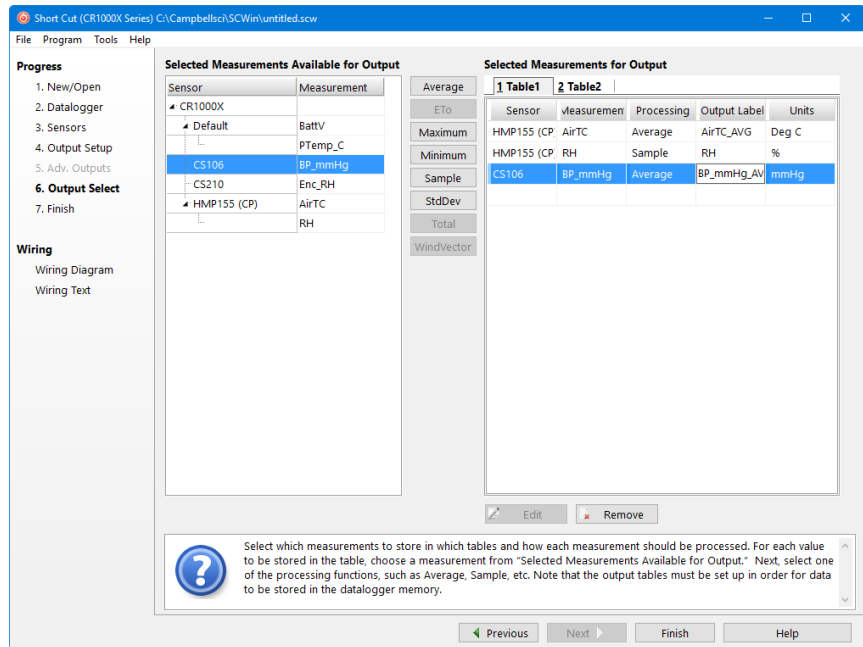 Short Cut (CR1000X Series) C:\Campbellsci\SCWin\untitled.scw
File Program Tools Help
Progress
1. New/Open
2. Datalogger
3. Sensors
4. Output Setup
5. Adv. Outputs
6. Output Select
7. Finish
Wiring
Wiring Diagram
Wiring Text
Selected Measurements Available for Output
Sensor Measurement
CR1000X
Default BattV
PTemp_C
CS106 BP_mmHg
CS210 Enc_RH
HMP155 (CP) AirTC
RH
Average
ETo
Maximum
Minimum
Sample
StdDev
Total
WindVector
Selected Measurements for Output
1 Table1 2 Table2
Sensor Measurement Processing Output Label Units
HMP155 (CP) AirTC Average AirTC_AVG Deg C
HMP155 (CP) RH Sample RH %
CS106 BP_mmHg Average BP_mmHg_AV mmHg
Edit Remove
Select which measurements to store in which tables and how each measurement should be processed. For each value
to be stored in the table, choose a measurement from "Selected Measurements Available for Output." Next, select one
of the processing functions, such as Average, Sample, etc. Note that the output tables must be set up in order for data
to be stored in the datalogger memory.
Previous Next Finish Help